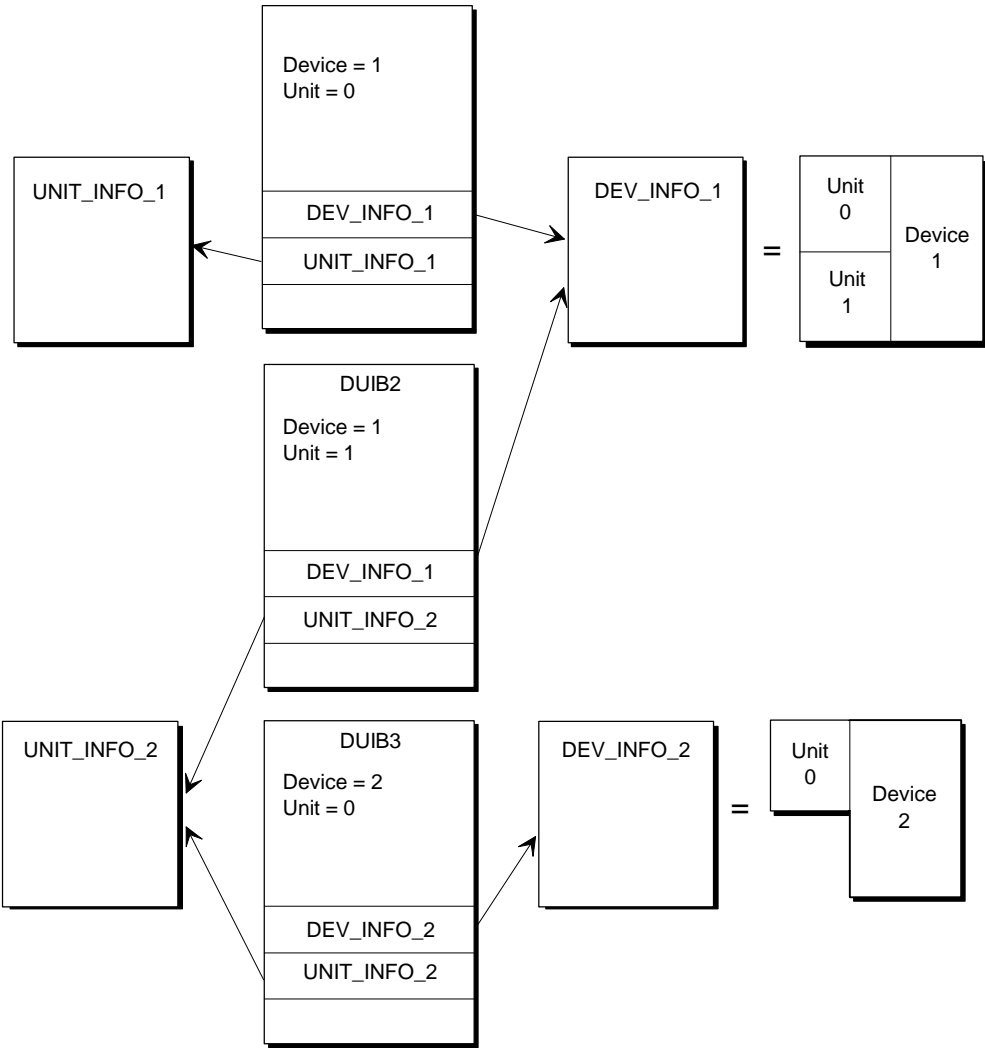 Device = 1
Unit = 0
UNIT_INFO_1
DEV_INFO_1
UNIT_INFO_1
DEV_INFO_1
=
Unit
0
Unit
1
Device
1
DUIB2
Device = 1
Unit = 1
DEV_INFO_1
UNIT_INFO_2
UNIT_INFO_2
DUIB3
Device = 2
Unit = 0
DEV_INFO_2
UNIT_INFO_2
DEV_INFO_2
=
Unit
0
Device
2